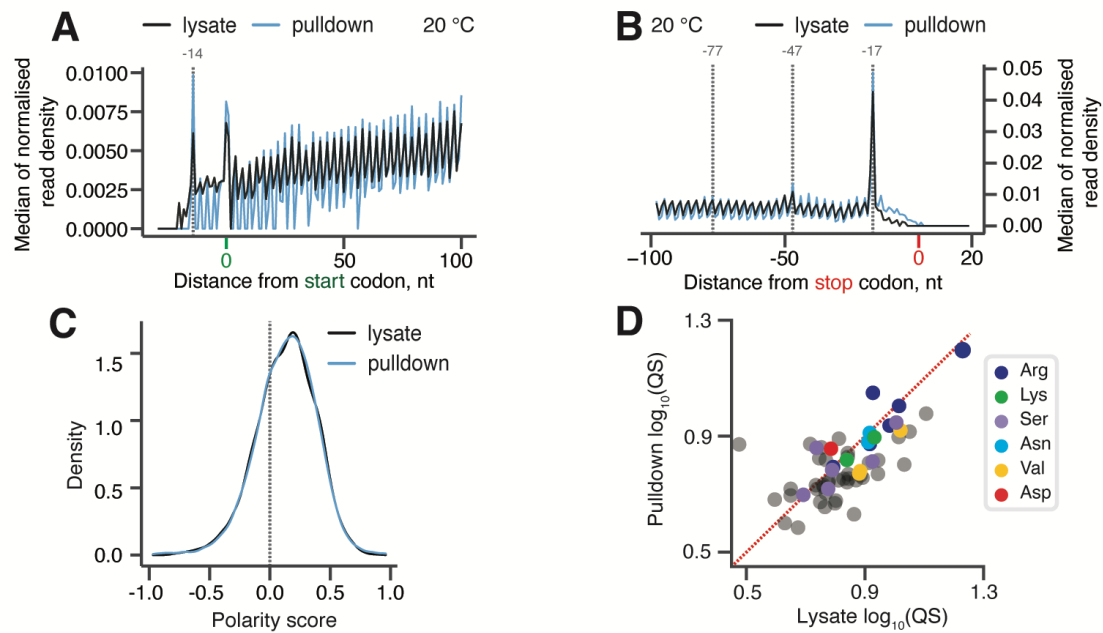 A
lysate
pulldown
20 °C
-14
Median of normalised
read density
0.0100
0.0075
0.0050
0.0025
0.0000
0
50
100
Distance from start codon, nt
B
20 °C
lysate
pulldown
-77
-47
-17
0.05
0.04
0.03
0.02
0.01
0.00
Median of normalised
read density
−100
-50
0
20
Distance from stop codon, nt
C
lysate
pulldown
Density
1.5
1.0
0.5
0.0
-1.0
-0.5
0.0
0.5
1.0
Polarity score
D
Pulldown log10(QS)
1.3
0.9
0.5
0.5
0.9
1.3
Lysate log10(QS)
Arg
Lys
Ser
Asn
Val
Asp